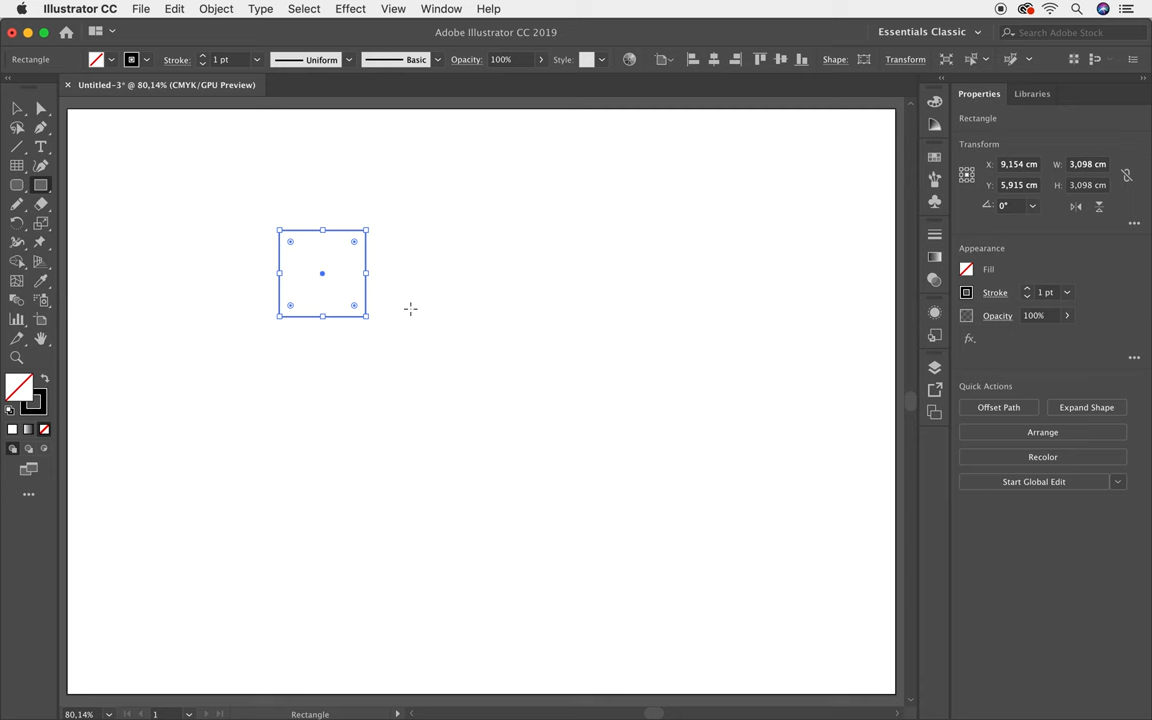 Illustrator CC File Edit Object Type Select Effect View Window Help
Adobe Illustrator CC 2019
Essentials Classic
Search Adobe Stock
Rectangle Stroke: 1 pt Uniform Basic Opacity: 100% Style: Shape: Transform
× Untitled-3* @ 80,14% (CMYK/GPU Preview)
Properties Libraries
Rectangle
Transform
X: 9,154 cm W: 3,098 cm
Y: 5,915 cm H: 3,098 cm
0°
Appearance
Fill
Stroke 1 pt
Opacity 100%
fx.
Quick Actions
Offset Path Expand Shape
Arrange
Recolor
Start Global Edit
80,14% 1 Rectangle